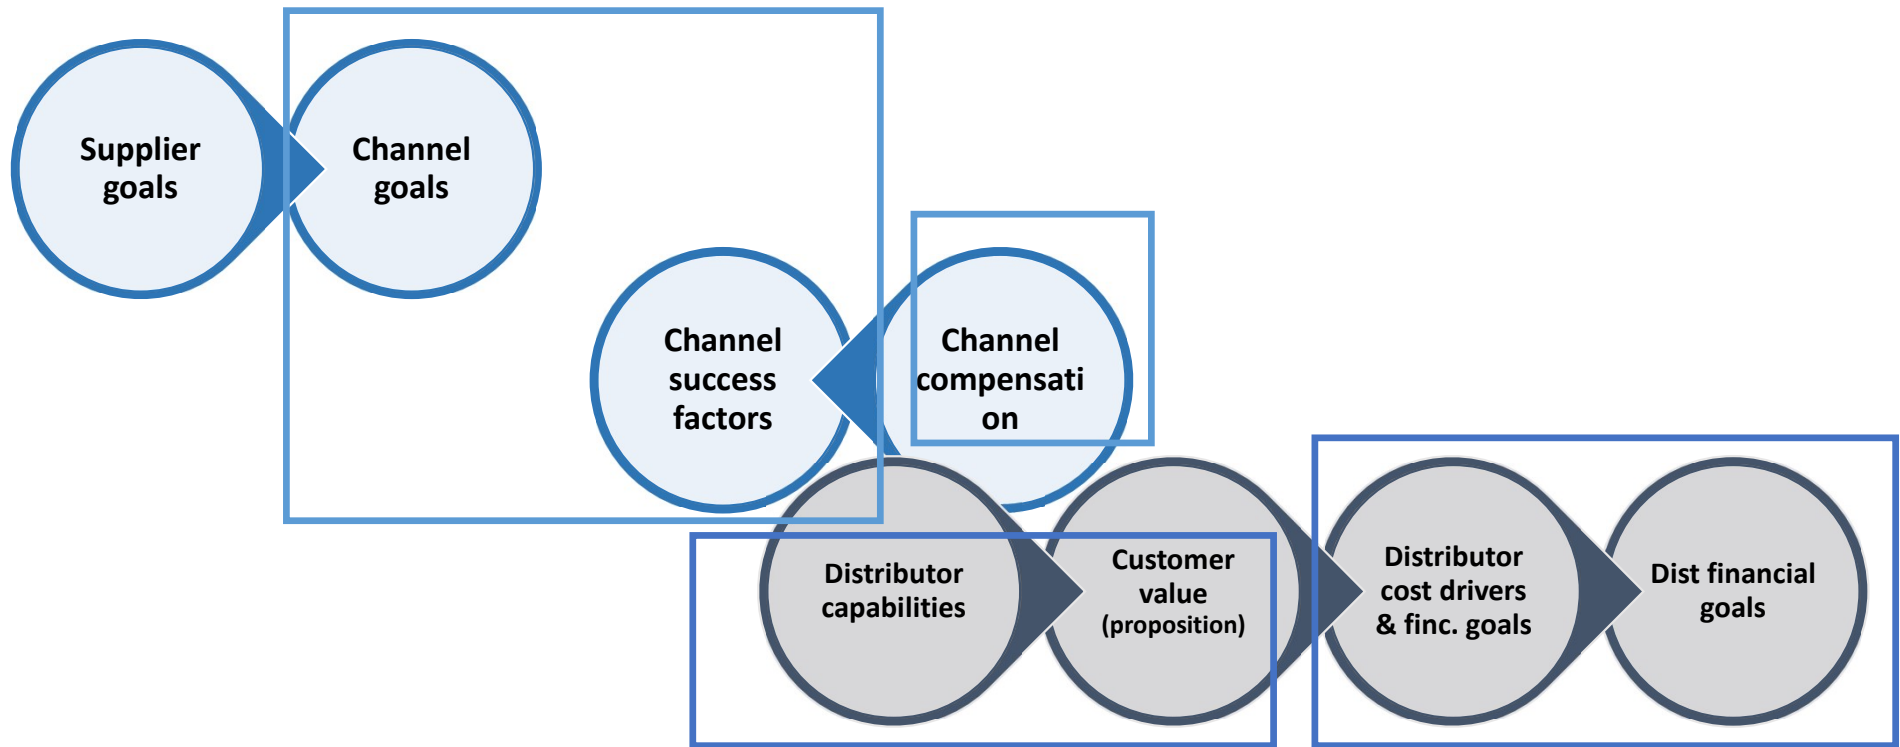 Supplier
goals
Channel
goals
Channel
success
factors
Channel
compensati
on
Distributor
capabilities
Customer
value
(proposition)
Distributor
cost drivers
& finc. goals
Dist financial
goals